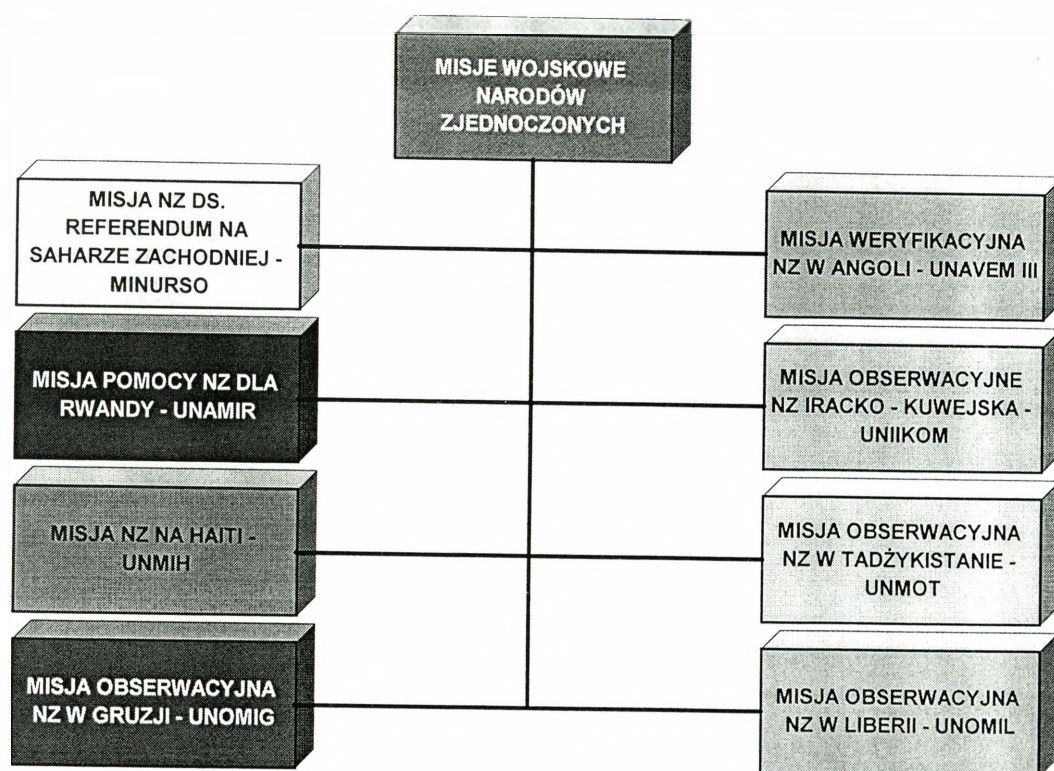 MISJE WOJSKOWE
NARODÓW
ZJEDNOCZONYCH
MISJA NZ DS.
REFERENDUM NA
SAHARZE ZACHODNIEJ -
MINURSO
MISJA POMOCY NZ DLA
RWANDY - UNAMIR
MISJA NZ NA HAITI -
UNMIH
MISJA OBSERWACYJNA
NZ W GRUZJI - UNOMIG
MISJA WERYFIKACYJNA
NZ W ANGOLI - UNAVEM III
MISJA OBSERWACYJNE
NZ IRACKO - KUWEJSKA -
UNIIKOM
MISJA OBSERWACYJNA
NZ W TADŻYKISTANIE -
UNMOT
MISJA OBSERWACYJNA
NZ W LIBERII - UNOMIL